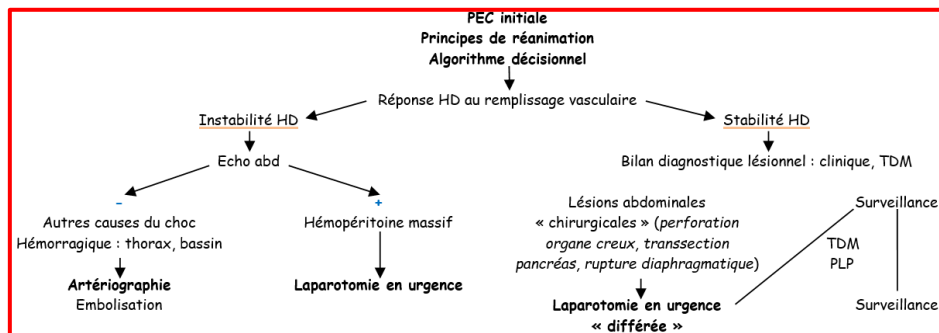 PEC initiale
Principes de réanimation
Algorithme décisionnel
Réponse HD au remplissage vasculaire
Instabilité HD
Stabilité HD
Echo abd
Bilan diagnostique lésionnel : clinique, TDM
-
+
Autres causes du choc
Hémorragique : thorax, bassin
Artériographie
Embolisation
Hémopéritoine massif
Laparotomie en urgence
Lésions abdominales
« chirurgicales » (perforation
organe creux, transsection
pancréas, rupture diaphragmatique)
Laparotomie en urgence
« différée »
Surveillance
TDM
PLP
Surveillance